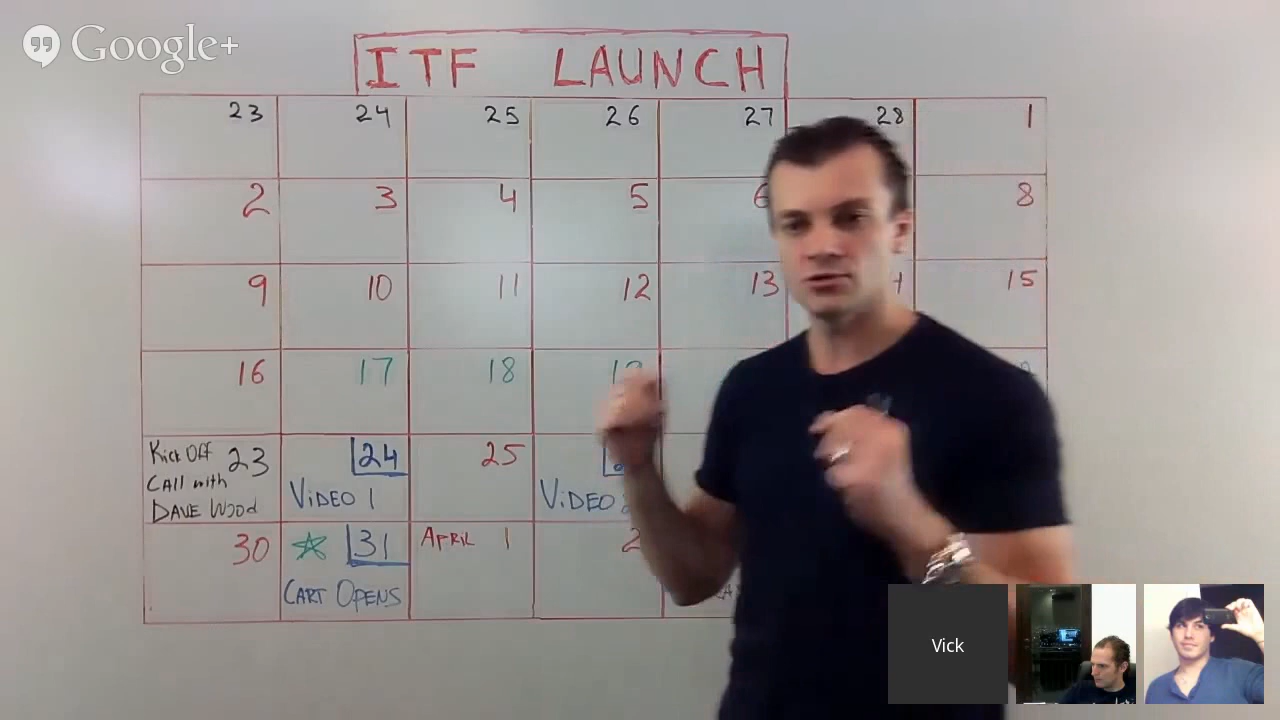 Google+
ITF LAUNCH
23 24 25 26 27 28 1
2 3 4 5 6 8
9 10 11 12 13 15
16 17 18
Kick Off 23 24 25
Call with VIDEO 1 VIDEO
DAVE WOOD
30 31 APRIL 1 2
CART OPENS
Vick